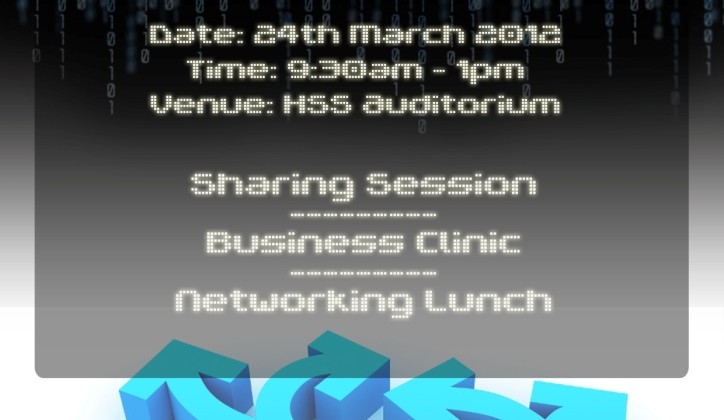 Date: 24th March 2012
Time: 9:30am - 1pm
Venue: HSS Auditorium
Sharing Session
---------
Business Clinic
---------
Networking Lunch